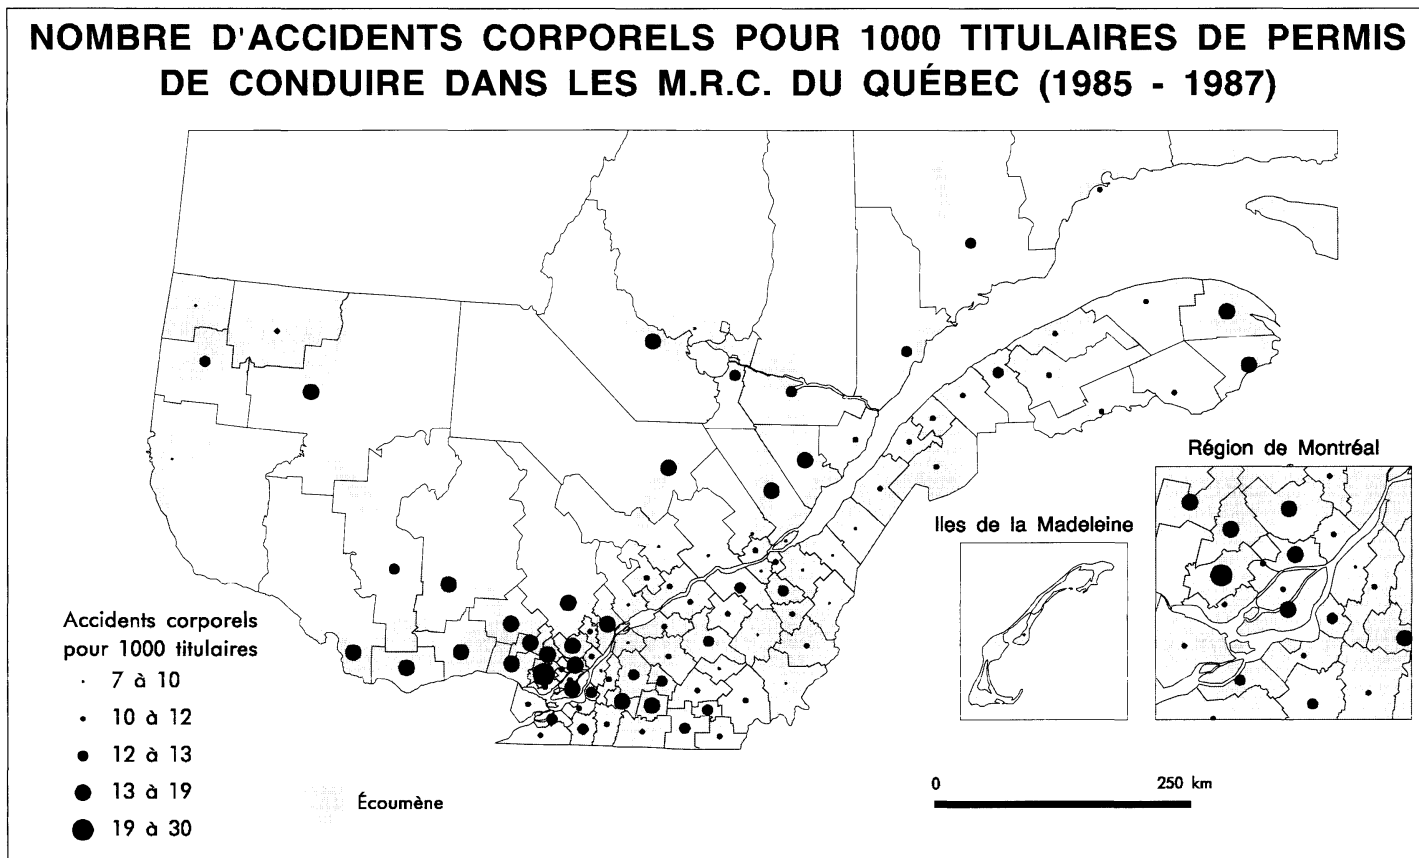 NOMBRE D'ACCIDENTS CORPORELS POUR 1000 TITULAIRES DE PERMIS
DE CONDUIRE DANS LES M.R.C. DU QUÉBEC (1985 - 1987)
Région de Montréal
Iles de la Madeleine
Accidents corporels
pour 1000 titulaires
7 à 10
10 à 12
12 à 13
13 à 19
19 à 30
Écoumène
0
250 km